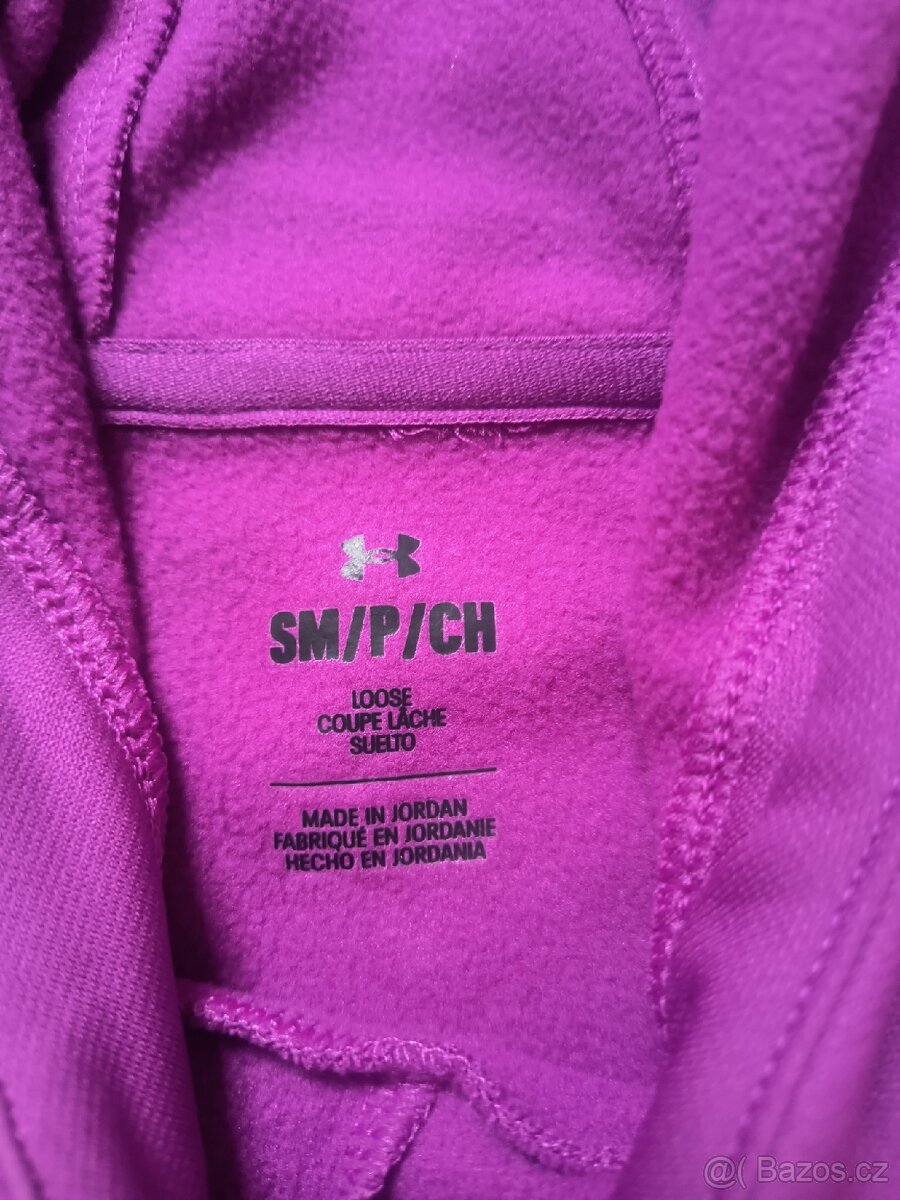 SM/P/CH
LOOSE
COUPE LÂCHE
SUELTO
MADE IN JORDAN
FABRIQUÉ EN JORDANIE
HECHO EN JORDANIA
@( Bazos.cz